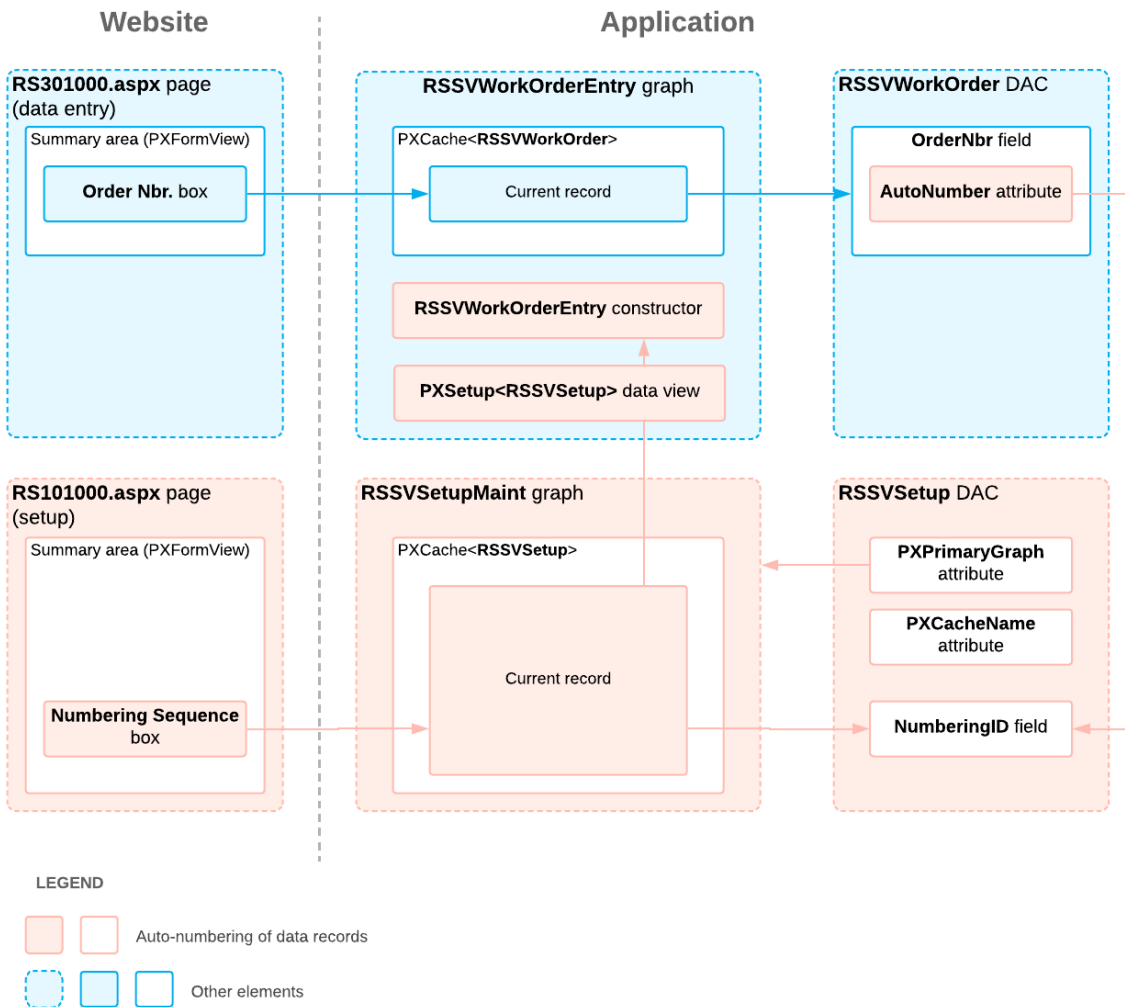 Website
Application
RS301000.aspx page
(data entry)
Summary area (PXFormView)
Order Nbr. box
RSSVWorkOrderEntry graph
PXCache<RSSVWorkOrder>
Current record
RSSVWorkOrderEntry constructor
PXSetup<RSSVSetup> data view
RSSVWorkOrder DAC
OrderNbr field
AutoNumber attribute
RS101000.aspx page
(setup)
Summary area (PXFormView)
Numbering Sequence
box
RSSVSetupMaint graph
PXCache<RSSVSetup>
Current record
RSSVSetup DAC
PXPrimaryGraph
attribute
PXCacheName
attribute
NumberingID field
LEGEND
Auto-numbering of data records
Other elements